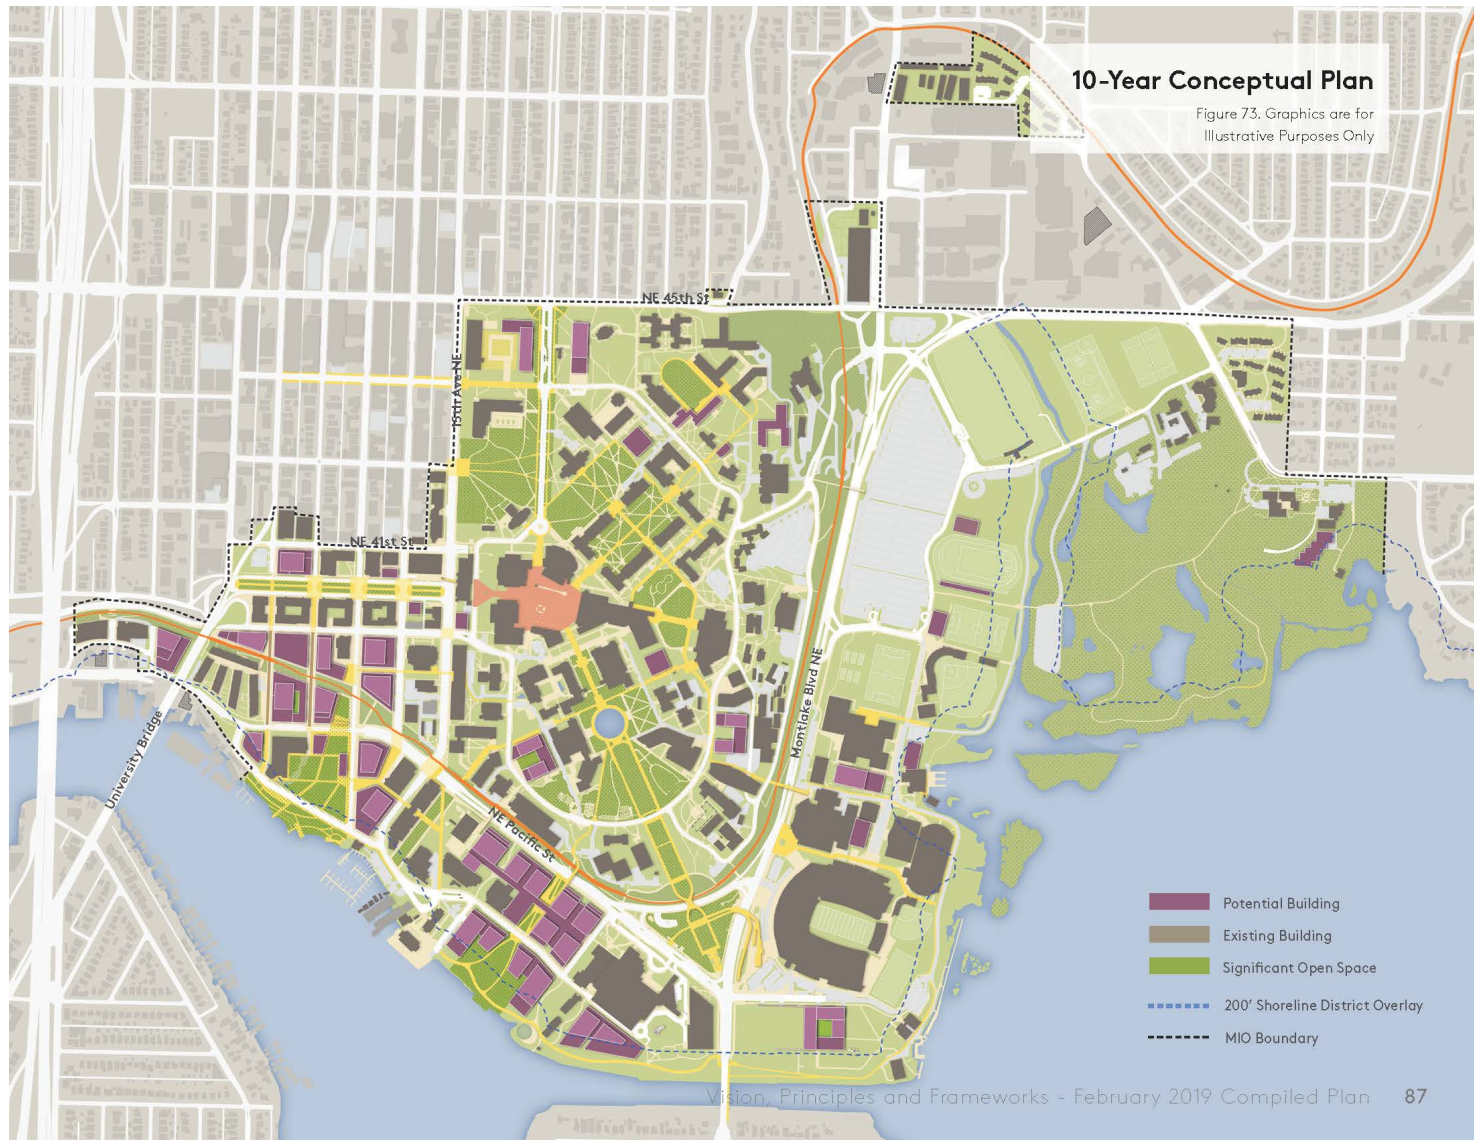 10-Year Conceptual Plan
Figure 73. Graphics are for
Illustrative Purposes Only
NE 45th St
15th Ave NE
NE 41st St
Montlake Blvd NE
University Bridge
NE Pacific St
Potential Building
Existing Building
Significant Open Space
200' Shoreline District Overlay
MIO Boundary
Vision, Principles and Frameworks - February 2019 Compiled Plan 87